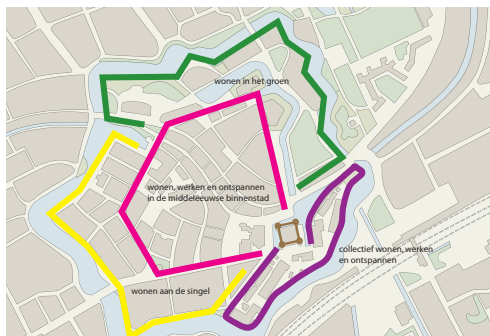 wonen in het groen
wonen, werken en ontspannen
in de middeleeuwse binnenstad
collectief wonen, werken
en ontspannen
wonen aan de singel